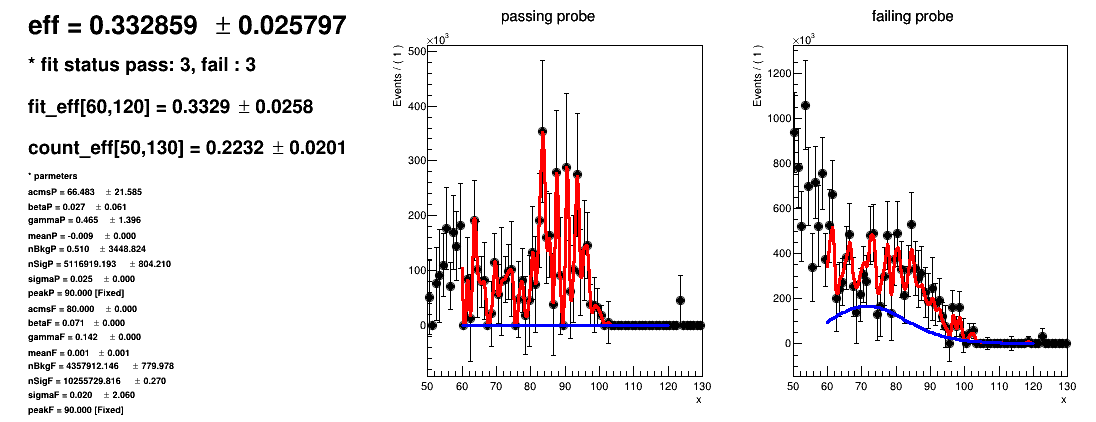 eff = 0.332859 ± 0.025797
* fit status pass: 3, fail : 3
fit_eff[60,120] = 0.3329 ± 0.0258
count_eff[50,130] = 0.2232 ± 0.0201
* parmeters
acmsP = 66.483 ± 21.585
betaP = 0.027 ± 0.061
gammaP = 0.465 ± 1.396
meanP = -0.009 ± 0.000
nBkgP = 0.510 ± 3448.824
nSigP = 5116919.193 ± 804.210
sigmaP = 0.025 ± 0.000
peakP = 90.000 [Fixed]
acmsF = 80.000 ± 0.000
betaF = 0.071 ± 0.000
gammaF = 0.142 ± 0.000
meanF = 0.001 ± 0.001
nBkgF = 4357912.146 ± 779.978
nSigF = 10255729.816 ± 0.270
sigmaF = 0.020 ± 2.060
peakF = 90.000 [Fixed]
passing probe
×10³
Events / ( 1 )
500
400
300
200
100
0
50 60 70 80 90 100 110 120 130
x
failing probe
×10³
Events / ( 1 )
1200
1000
800
600
400
200
0
50 60 70 80 90 100 110 120 130
x